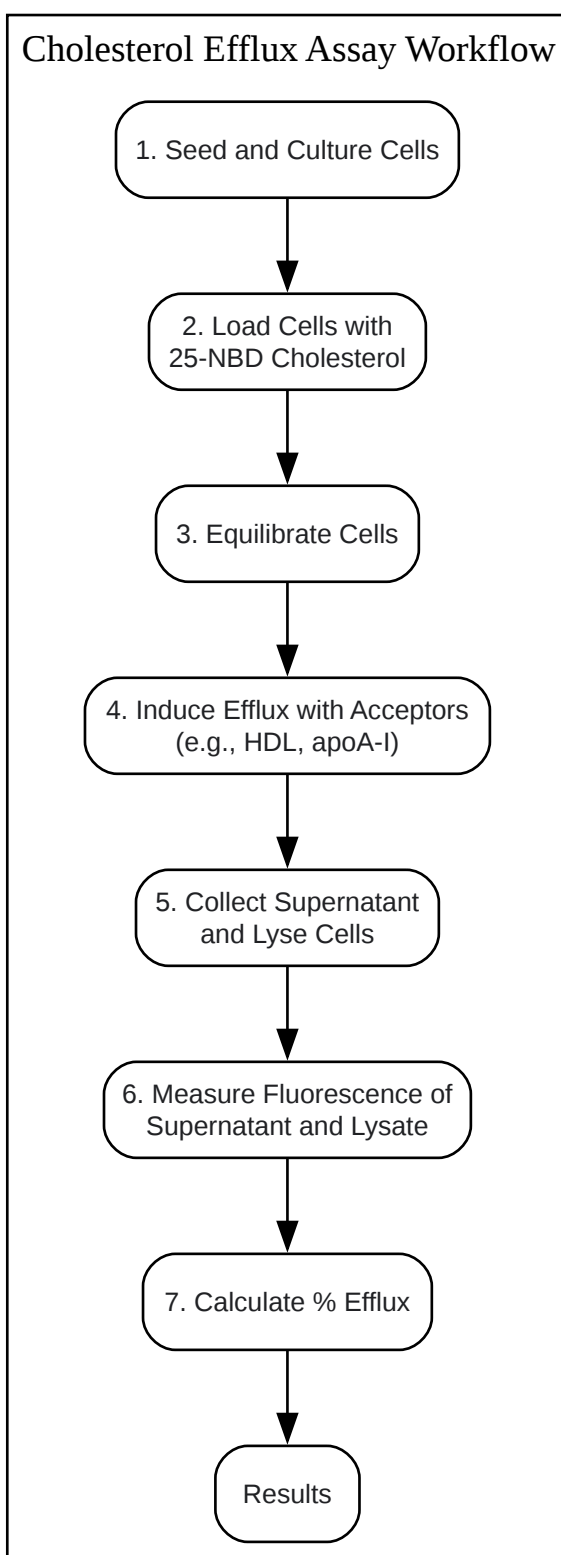 Cholesterol Efflux Assay Workflow
1. Seed and Culture Cells
2. Load Cells with
25-NBD Cholesterol
3. Equilibrate Cells
4. Induce Efflux with Acceptors
(e.g., HDL, apoA-I)
5. Collect Supernatant
and Lyse Cells
6. Measure Fluorescence of
Supernatant and Lysate
7. Calculate % Efflux
Results